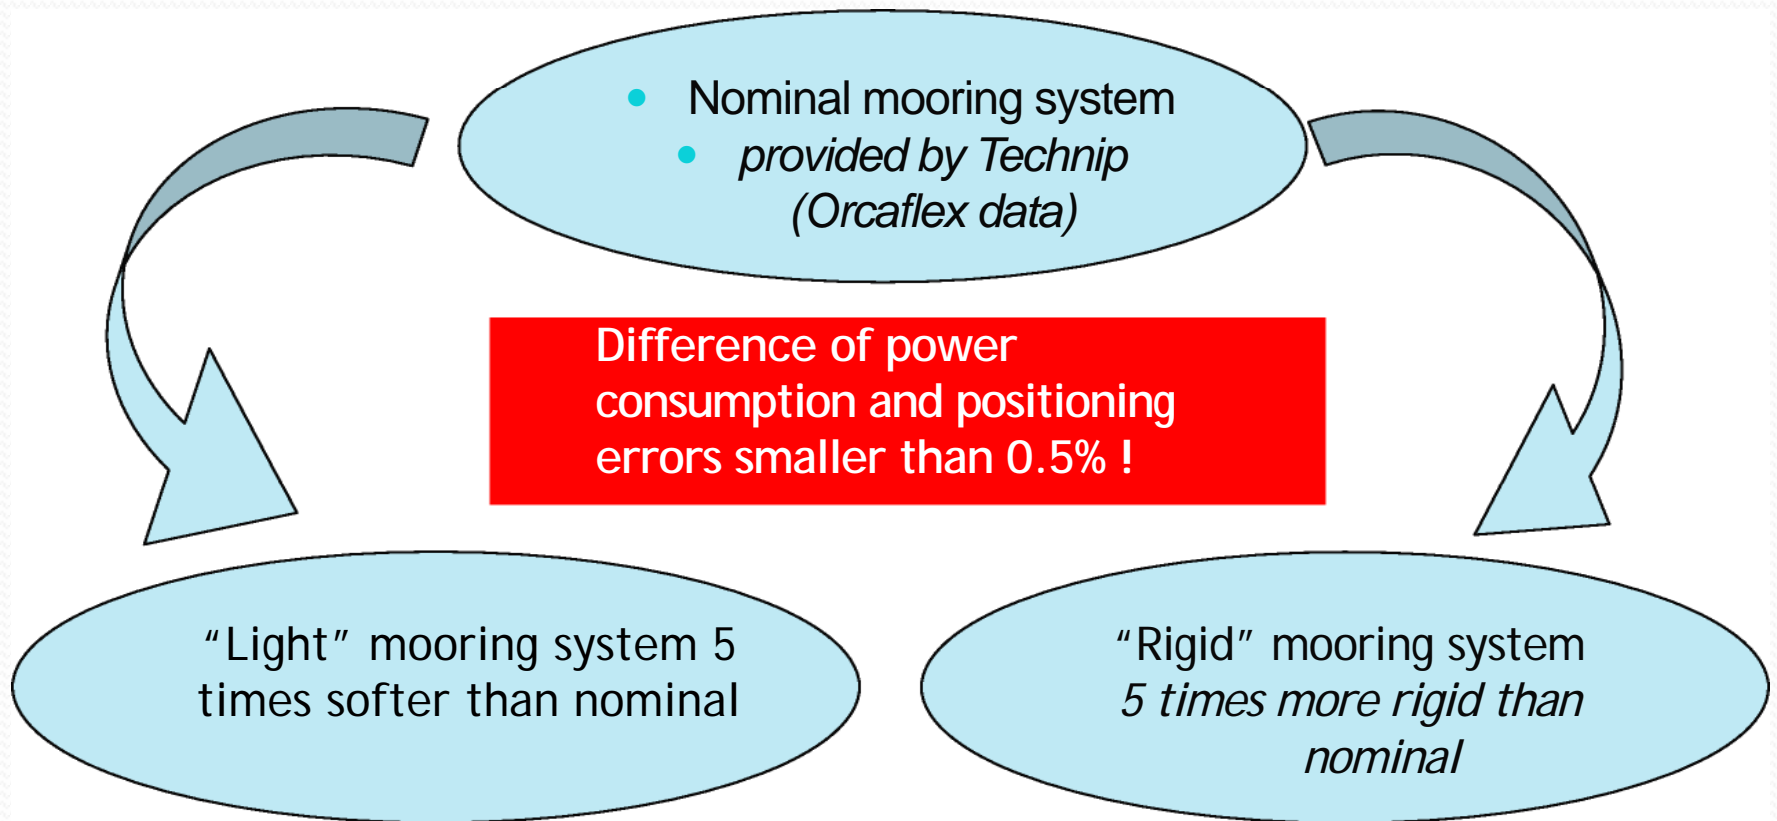 Nominal mooring system
provided by Technip
(Orcaflex data)
Difference of power
consumption and positioning
errors smaller than 0.5% !
“Light” mooring system 5
times softer than nominal
“Rigid” mooring system
5 times more rigid than
nominal